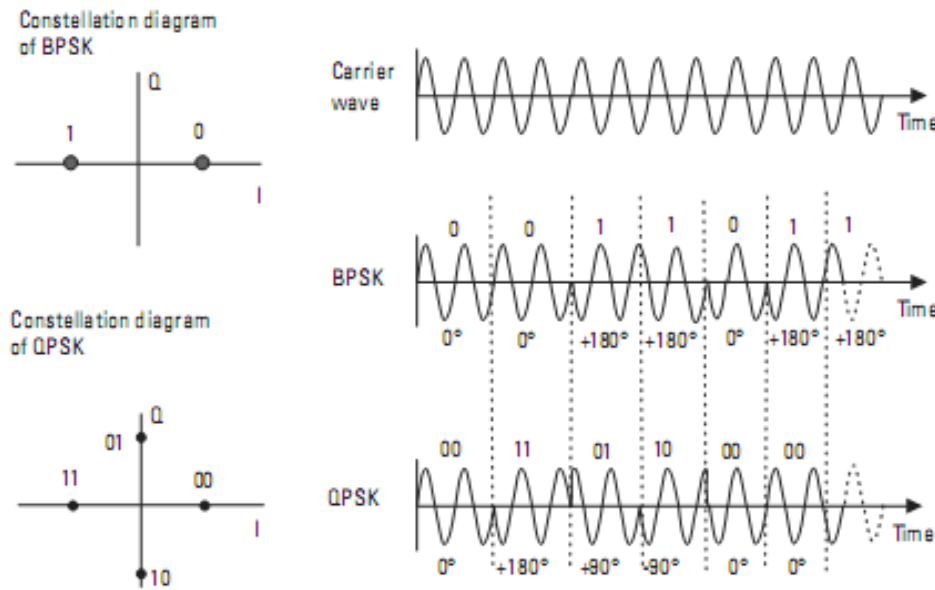 Constellation diagram
of BPSK
Q
1 0
I
Carrier
wave
Time
0 0 1 1 0 1 1
BPSK
Time
0° 0° +180° +180° 0° +180° +180°
Constellation diagram
of QPSK
Q
01
11 00
I
10
00 11 01 10 00 00
QPSK
Time
0° +180° +90° -90° 0° 0°